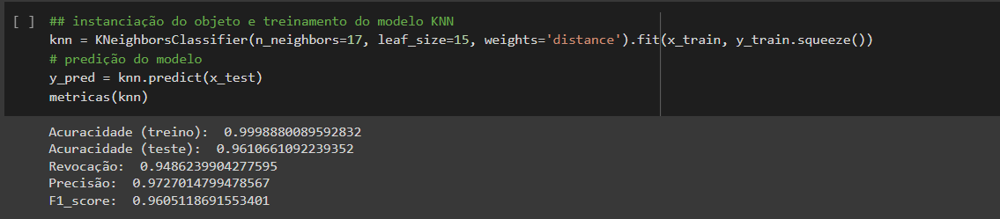 [ ] ## instanciação do objeto e treinamento do modelo KNN
knn = KNeighborsClassifier(n_neighbors=17, leaf_size=15, weights='distance').fit(x_train, y_train.squeeze())
# predição do modelo
y_pred = knn.predict(x_test)
metricas(knn)
Acuracidade (treino):  0.9998880089592832
Acuracidade (teste):  0.9610661092239352
Revocação:  0.9486239904277595
Precisão:  0.9727014799478567
F1_score:  0.9605118691553401